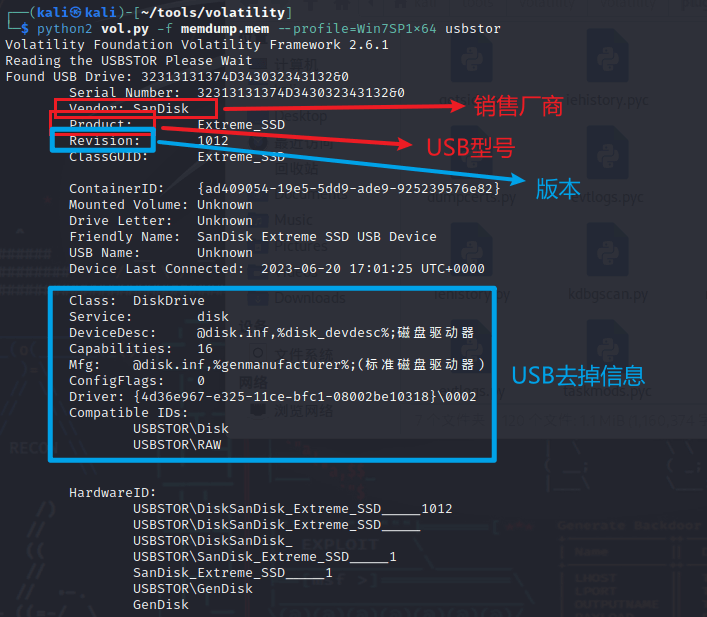 ┌──(kali㉿kali)-[~/tools/volatility]
└─$ python2 vol.py -f memdump.mem --profile=Win7SP1×64 usbstor
Volatility Foundation Volatility Framework 2.6.1
Reading the USBSTOR Please Wait
Found USB Drive: 32313131374D34303234313260
Serial Number: 32313131374D34303234313260
Vendor: SanDisk
销售厂商
Product: Extreme_SSD
USB型号
Revision: 1012
版本
ClassGUID: Extreme_SSD
ContainerID: {ad409054-19e5-5dd9-ade9-925239576e82}
Mounted Volume: Unknown
Drive Letter: Unknown
Friendly Name: SanDisk Extreme SSD USB Device
USB Name: Unknown
Device Last Connected: 2023-06-20 17:01:25 UTC+0000
Class: DiskDrive
Service: disk
DeviceDesc: @disk.inf,%disk_devdesc%;磁盘驱动器
Capabilities: 16
Mfg: @disk.inf,%genmanufacturer%;(标准磁盘驱动器)
ConfigFlags: 0
Driver: {4d36e967-e325-11ce-bfc1-08002be10318}\0002
Compatible IDs:
USBSTOR\Disk
USBSTOR\RAW
USB去掉信息
HardwareID:
USBSTOR\DiskSanDisk_Extreme_SSD_____1012
USBSTOR\DiskSanDisk_Extreme_SSD_____
USBSTOR\DiskSanDisk_
USBSTOR\SanDisk_Extreme_SSD_____1
SanDisk_Extreme_SSD_____1
USBSTOR\GenDisk
GenDisk